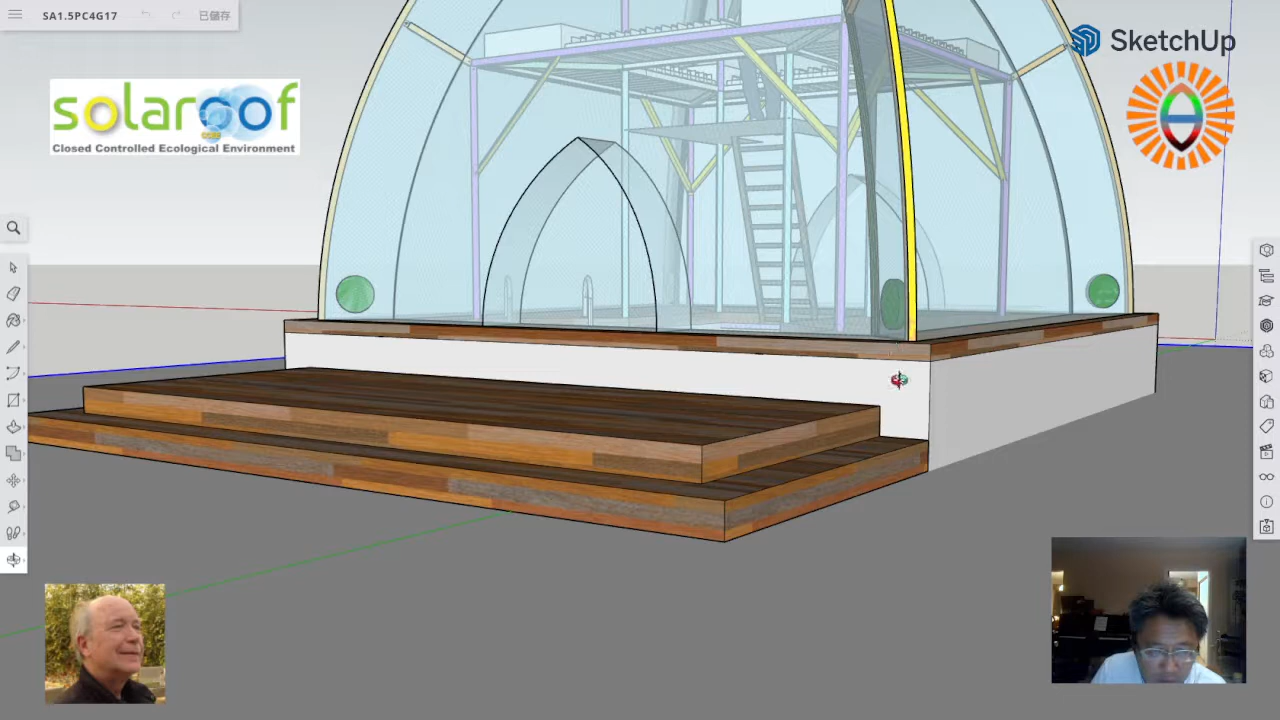 SA1.5PC4G17
已儲存
SketchUp
solaroof
Closed Controlled Ecological Environment